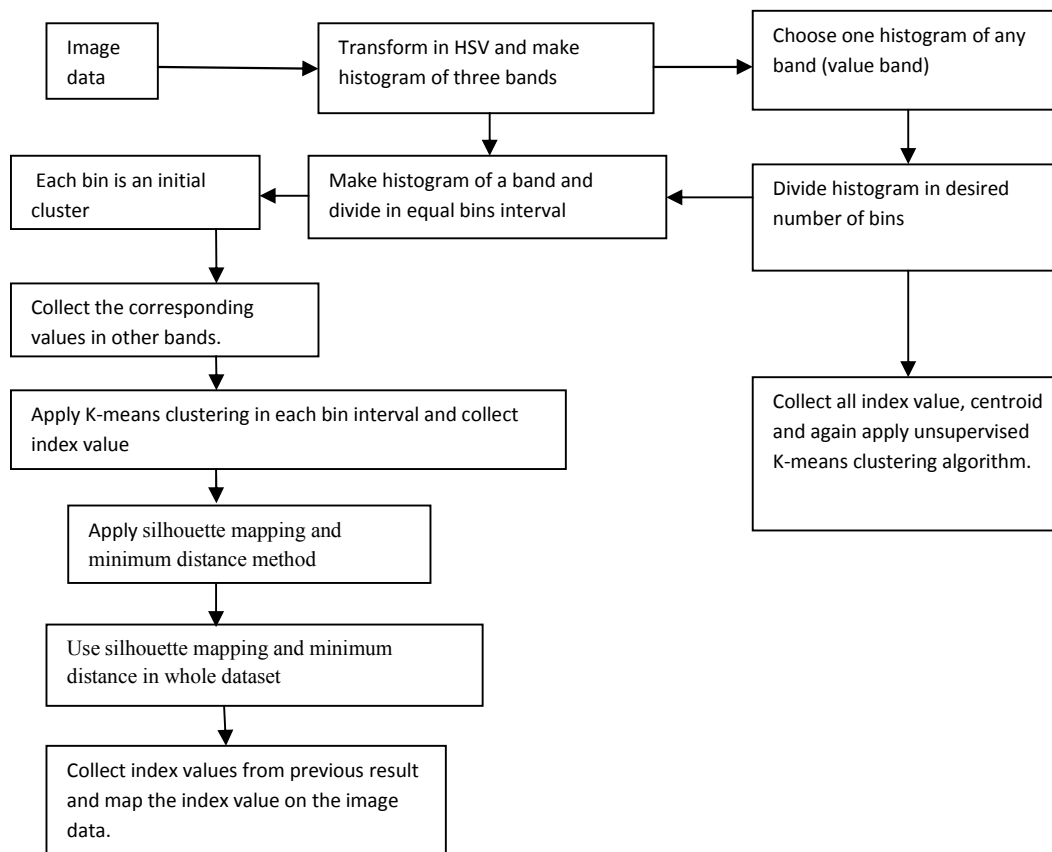 Image
data
Transform in HSV and make
histogram of three bands
Choose one histogram of any
band (value band)
Each bin is an initial
cluster
Make histogram of a band and
divide in equal bins interval
Divide histogram in desired
number of bins
Collect the corresponding
values in other bands.
Apply K-means clustering in each bin interval and collect
index value
Collect all index value, centroid
and again apply unsupervised
K-means clustering algorithm.
Apply silhouette mapping and
minimum distance method
Use silhouette mapping and minimum
distance in whole dataset
Collect index values from previous result
and map the index value on the image
data.